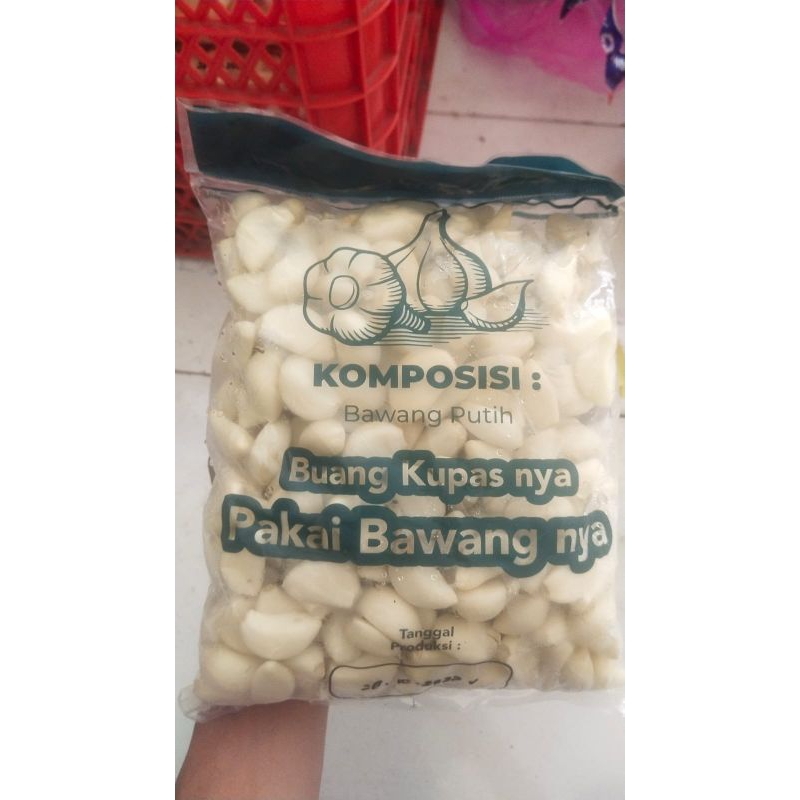 KOMPOSISI :
Bawang Putih
Buang Kupas nya
Pakai Bawang nya
Tanggal
Produksi :